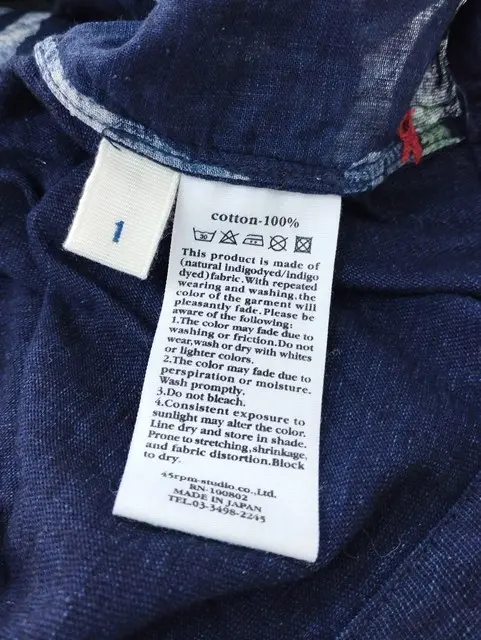 1
cotton-100%
30
This product is made of
(natural indigodyed/indigo
dyed)fabric.With repeated
wearing and washing,the
color of the garment will
pleasantly fade.Please be
aware of the following:
1.The color may fade due to
washing or friction.Do not
wear,wash or dry with whites
or lighter colors.
2.The color may fade due to
perspiration or moisture.
Wash promptly.
3.Do not bleach.
4.Consistent exposure to
sunlight may alter the color.
Line dry and store in shade.
Prone to stretching,shrinkage,
and fabric distortion.Block
to dry.
45rpm-studio co.,Ltd.
RN-100802
MADE IN JAPAN
TEL-03-3498-2245